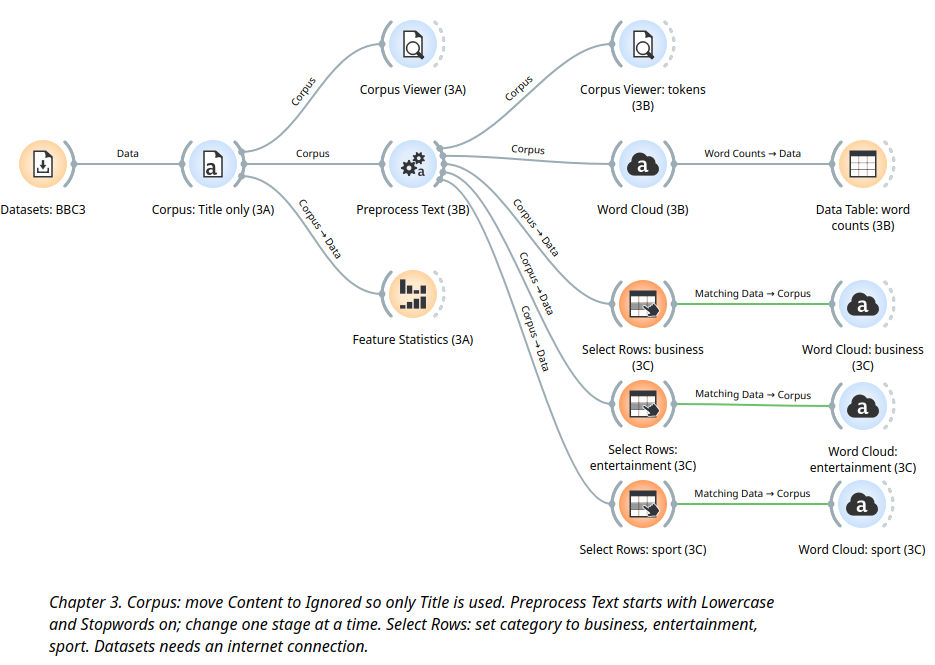 Corpus Viewer (3A)
Corpus Viewer: tokens
(3B)
Corpus
Corpus
Data
Corpus
Corpus
Word Counts → Data
Datasets: BBC3
Corpus: Title only (3A)
Preprocess Text (3B)
Word Cloud (3B)
Data Table: word
counts (3B)
Corpus → Data
Corpus → Data
Corpus → Data
Corpus → Data
Feature Statistics (3A)
Matching Data → Corpus
Select Rows: business
(3C)
Word Cloud: business
(3C)
Matching Data → Corpus
Select Rows:
entertainment (3C)
Word Cloud:
entertainment (3C)
Matching Data → Corpus
Select Rows: sport (3C)
Word Cloud: sport (3C)
Chapter 3. Corpus: move Content to Ignored so only Title is used. Preprocess Text starts with Lowercase
and Stopwords on; change one stage at a time. Select Rows: set category to business, entertainment,
sport. Datasets needs an internet connection.